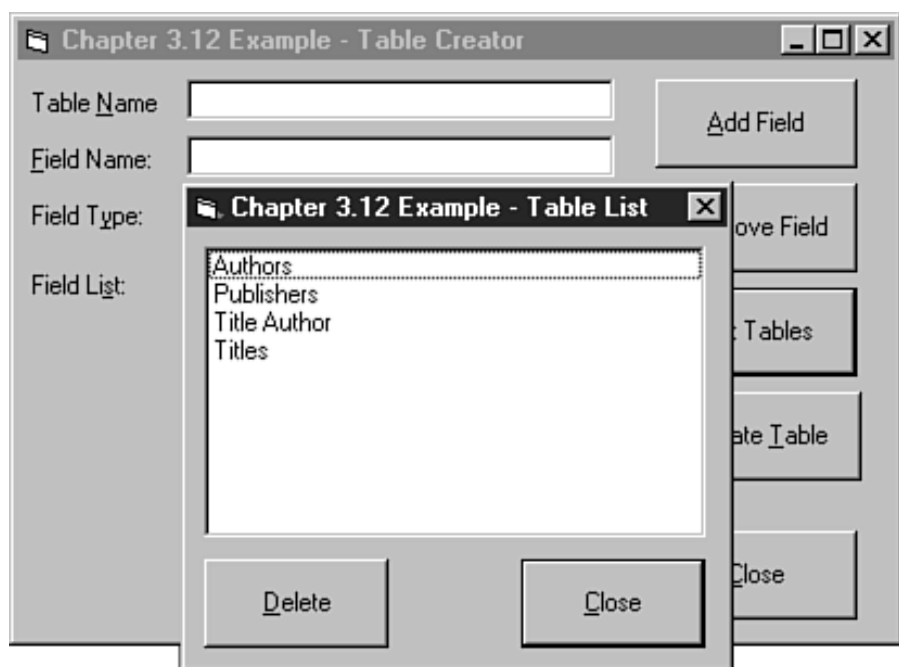 Chapter 3.12 Example - Table Creator
Table Name
Add Field
Field Name:
Field Type:
ove Field
Field List:
Tables
ate Table
Close
Chapter 3.12 Example - Table List
Authors
Publishers
Title Author
Titles
Delete
Close